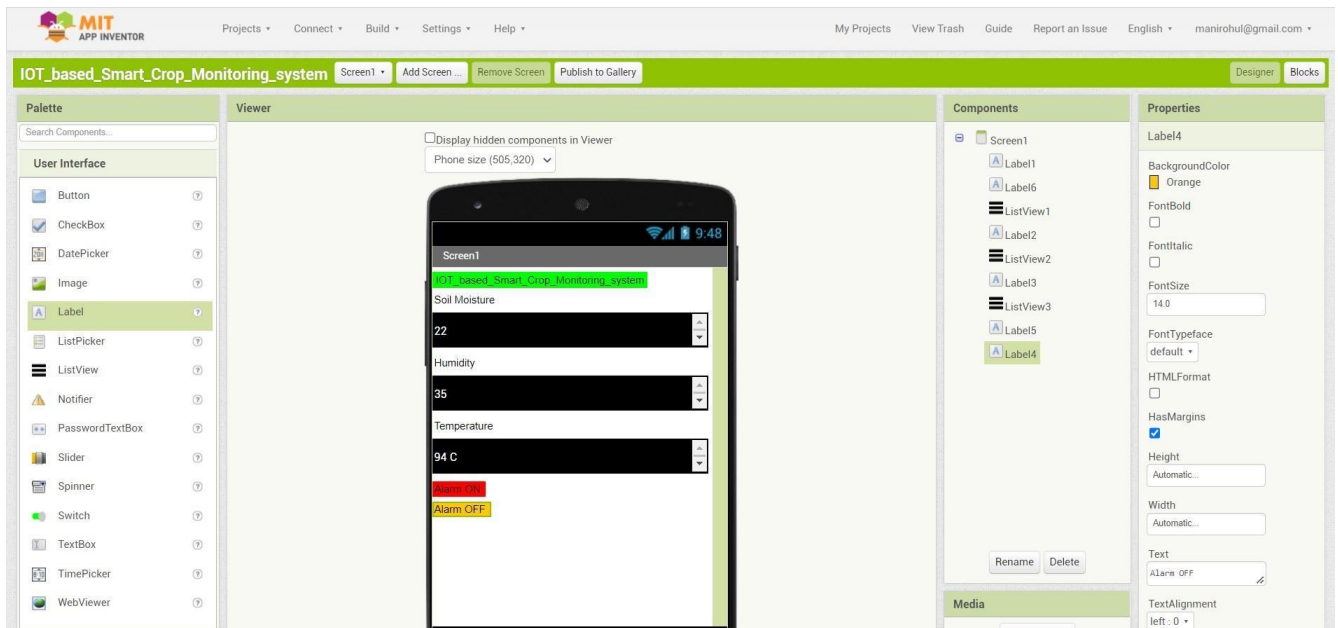 MIT
APP INVENTOR
Projects
Connect
Build
Settings
Help
My Projects
View Trash
Guide
Report an Issue
English
manirohul@gmail.com
IOT_based_Smart_Crop_Monitoring_system
Screen1
Add Screen ...
Remove Screen
Publish to Gallery
Designer
Blocks
Palette
Search Components...
User Interface
Button
CheckBox
DatePicker
Image
Label
ListPicker
ListView
Notifier
PasswordTextBox
Slider
Spinner
Switch
TextBox
TimePicker
WebViewer
Viewer
Display hidden components in Viewer
Phone size (505,320)
9:48
Screen1
IOT_based_Smart_Crop_Monitoring_system
Soil Moisture
22
Humidity
35
Temperature
94 C
Alarm ON
Alarm OFF
Components
Screen1
Label1
Label6
ListView1
Label2
ListView2
Label3
ListView3
Label5
Label4
Rename
Delete
Media
Properties
Label4
BackgroundColor
Orange
FontBold
FontItalic
FontSize
14.0
FontTypeface
default
HTMLFormat
HasMargins
Height
Automatic...
Width
Automatic...
Text
Alarm OFF
TextAlignment
left : 0